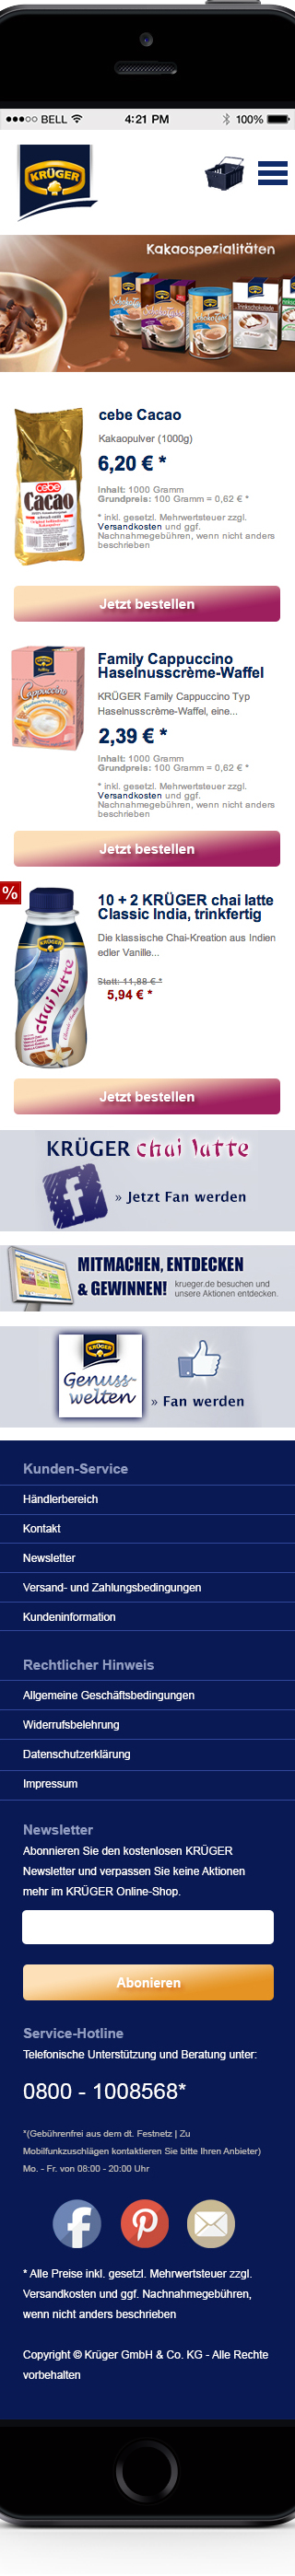 BELL
4:21 PM
100%
KRÜGER
Kakaospezialitäten
cebe
Cacao
cebe Cacao
Kakaopulver (1000g)
6,20 € *
Inhalt: 1000 Gramm
Grundpreis: 100 Gramm = 0,62 € *
* inkl. gesetzl. Mehrwertsteuer zzgl.
Versandkosten und ggf.
Nachnahmegebühren, wenn nicht anders
beschrieben
Jetzt bestellen
Cappuccino
Family Cappuccino
Haselnusscrème-Waffel
KRÜGER Family Cappuccino Typ
Haselnusscrème-Waffel, eine...
2,39 € *
Inhalt: 1000 Gramm
Grundpreis: 100 Gramm = 0,62 € *
* inkl. gesetzl. Mehrwertsteuer zzgl.
Versandkosten und ggf.
Nachnahmegebühren, wenn nicht anders
beschrieben
Jetzt bestellen
%
KRÜGER
chai latte
10 + 2 KRÜGER chai latte
Classic India, trinkfertig
Die klassische Chai-Kreation aus Indien
edler Vanille...
Statt: 11,88 € *
5,94 € *
Jetzt bestellen
KRÜGER chai latte
» Jetzt Fan werden
MITMACHEN, ENTDECKEN
& GEWINNEN!
krueger.de besuchen und
unsere Aktionen entdecken.
Genuss-
welten
» Fan werden
Kunden-Service
Händlerbereich
Kontakt
Newsletter
Versand- und Zahlungsbedingungen
Kundeninformation
Rechtlicher Hinweis
Allgemeine Geschäftsbedingungen
Widerrufsbelehrung
Datenschutzerklärung
Impressum
Newsletter
Abonnieren Sie den kostenlosen KRÜGER
Newsletter und verpassen Sie keine Aktionen
mehr im KRÜGER Online-Shop.
Abonieren
Service-Hotline
Telefonische Unterstützung und Beratung unter:
0800 - 1008568*
*(Gebührenfrei aus dem dt. Festnetz | Zu
Mobilfunkzuschlägen kontaktieren Sie bitte Ihren Anbieter)
Mo. - Fr. von 08:00 - 20:00 Uhr
* Alle Preise inkl. gesetzl. Mehrwertsteuer zzgl.
Versandkosten und ggf. Nachnahmegebühren,
wenn nicht anders beschrieben
Copyright © Krüger GmbH & Co. KG - Alle Rechte
vorbehalten